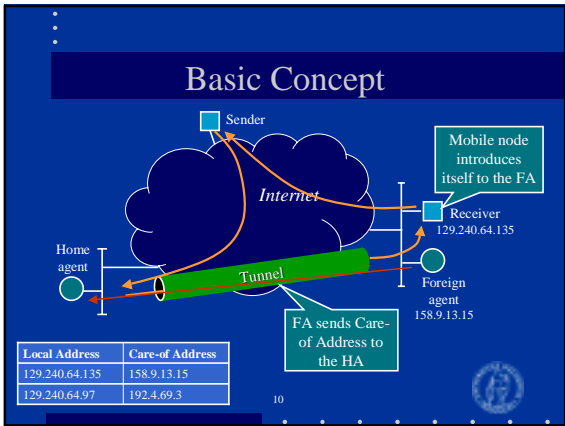 Basic Concept
Sender
Mobile node
introduces
itself to the FA
Internet
Receiver
129.240.64.135
Home
agent
Tunnel
Foreign
agent
158.9.13.15
FA sends Care-
of Address to
the HA
Local Address Care-of Address
129.240.64.135 158.9.13.15
129.240.64.97 192.4.69.3
10